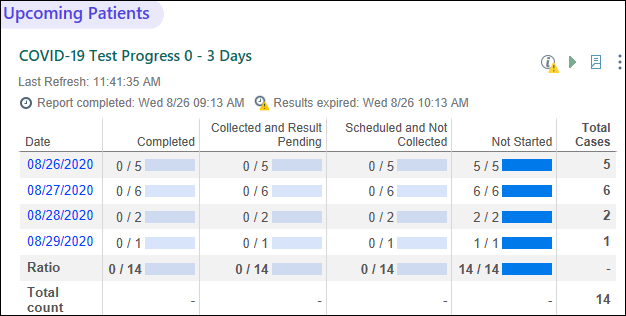 Upcoming Patients
COVID-19 Test Progress 0 - 3 Days
Last Refresh: 11:41:35 AM
Report completed: Wed 8/26 09:13 AM Results expired: Wed 8/26 10:13 AM
Date Completed Collected and Result Pending Scheduled and Not Collected Not Started Total Cases
08/26/2020 0 / 5 0 / 5 0 / 5 5 / 5 5
08/27/2020 0 / 6 0 / 6 0 / 6 6 / 6 6
08/28/2020 0 / 2 0 / 2 0 / 2 2 / 2 2
08/29/2020 0 / 1 0 / 1 0 / 1 1 / 1 1
Ratio 0 / 14 0 / 14 0 / 14 14 / 14 -
Total count - - - - 14